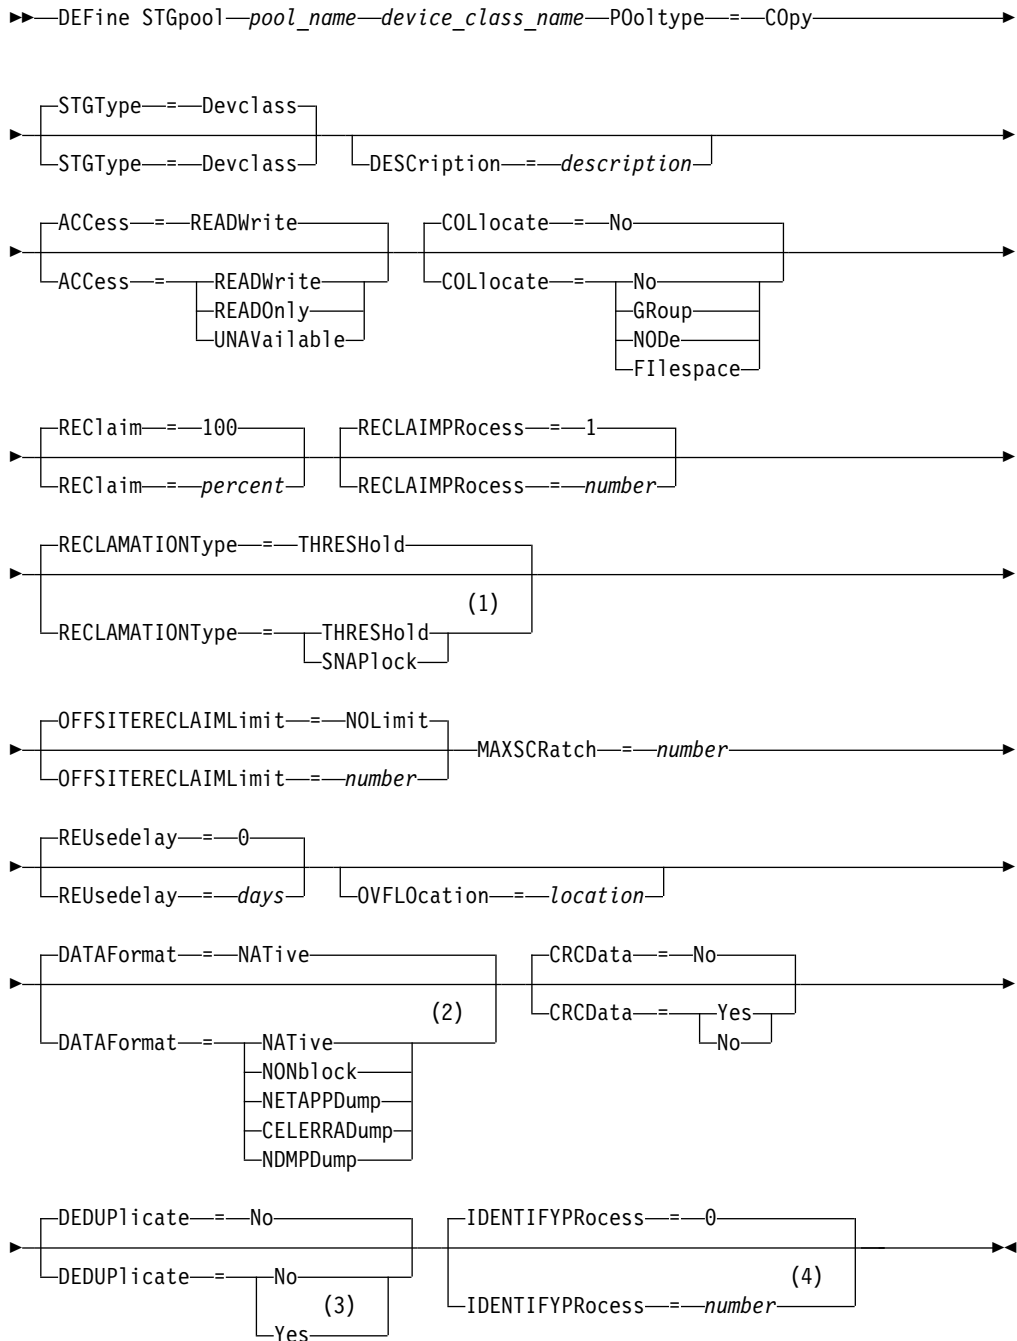 DEFine STGpool pool_name device_class_name POoltype = COpy
STGType = Devclass
STGType = Devclass
DESCription = description
ACCess = READWrite
COLlocate = No
ACCess = READWrite
COLlocate = No
READOnly
GRoup
UNAVailable
NODe
FIlespace
REClaim = 100
RECLAIMPRocess = 1
REClaim = percent
RECLAIMPRocess = number
RECLAMATIONType = THRESHold
(1)
RECLAMATIONType = THRESHold
SNAPlock
OFFSITERECLAIMLimit = NOLimit
MAXSCRatch = number
OFFSITERECLAIMLimit = number
REUsedelay = 0
REUsedelay = days
OVFLOcation = location
DATAFormat = NATive
CRCData = No
(2)
CRCData = Yes
DATAFormat = NATive
No
NONblock
NETAPPDump
CELERRADump
NDMPDump
DEDUPlicate = No
IDENTIFYPRocess = 0
DEDUPlicate = No
(4)
(3)
IDENTIFYPRocess = number
Yes